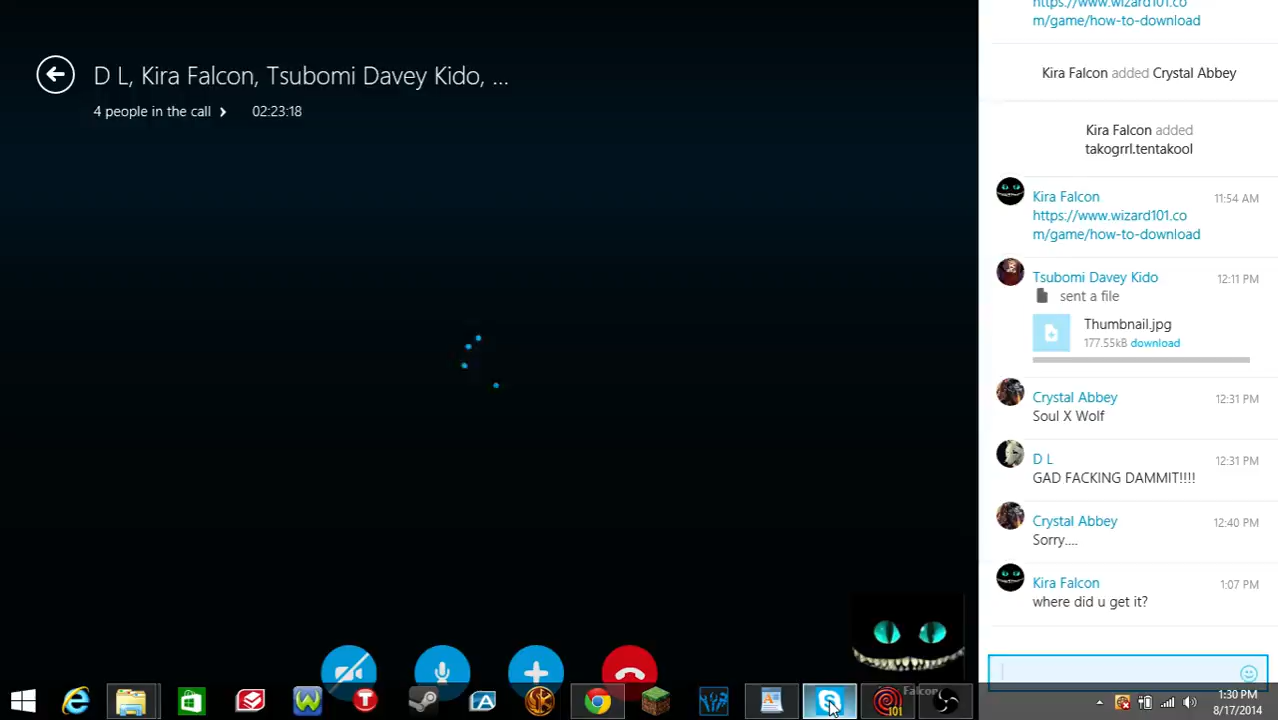 D L, Kira Falcon, Tsubomi Davey Kido, ...
4 people in the call
02:23:18
https://www.wizard101.co
m/game/how-to-download
Kira Falcon added Crystal Abbey
Kira Falcon added
takogrrl.tentakool
Kira Falcon 11:54 AM
https://www.wizard101.co
m/game/how-to-download
Tsubomi Davey Kido 12:11 PM
sent a file
Thumbnail.jpg
177.55kB download
Crystal Abbey 12:31 PM
Soul X Wolf
D L 12:31 PM
GAD FACKING DAMMIT!!!!
Crystal Abbey 12:40 PM
Sorry....
Kira Falcon 1:07 PM
where did u get it?
Falcon
101
1:30 PM
8/17/2014